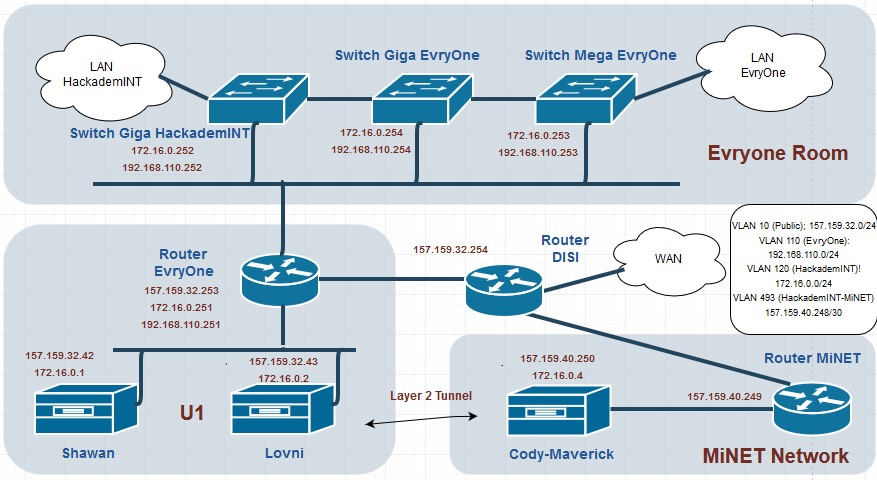 LAN
HackademINT
Switch Giga EvryOne
Switch Mega EvryOne
LAN
EvryOne
Switch Giga HackademINT
172.16.0.252
192.168.110.252
172.16.0.254
192.168.110.254
172.16.0.253
192.168.110.253
Evryone Room
Router
EvryOne
157.159.32.253
172.16.0.251
192.168.110.251
157.159.32.254
Router
DISI
WAN
VLAN 10 (Public); 157.159.32.0/24
VLAN 110 (EvryOne):
192.168.110.0/24
VLAN 120 (HackademINT)!
172.16.0.0/24
VLAN 493 (HackademINT-MiNET)
157.159.40.248/30
157.159.32.42
172.16.0.1
157.159.32.43
172.16.0.2
U1
Shawan
Lovni
Layer 2 Tunnel
157.159.40.250
172.16.0.4
Cody-Maverick
157.159.40.249
Router MiNET
MiNET Network